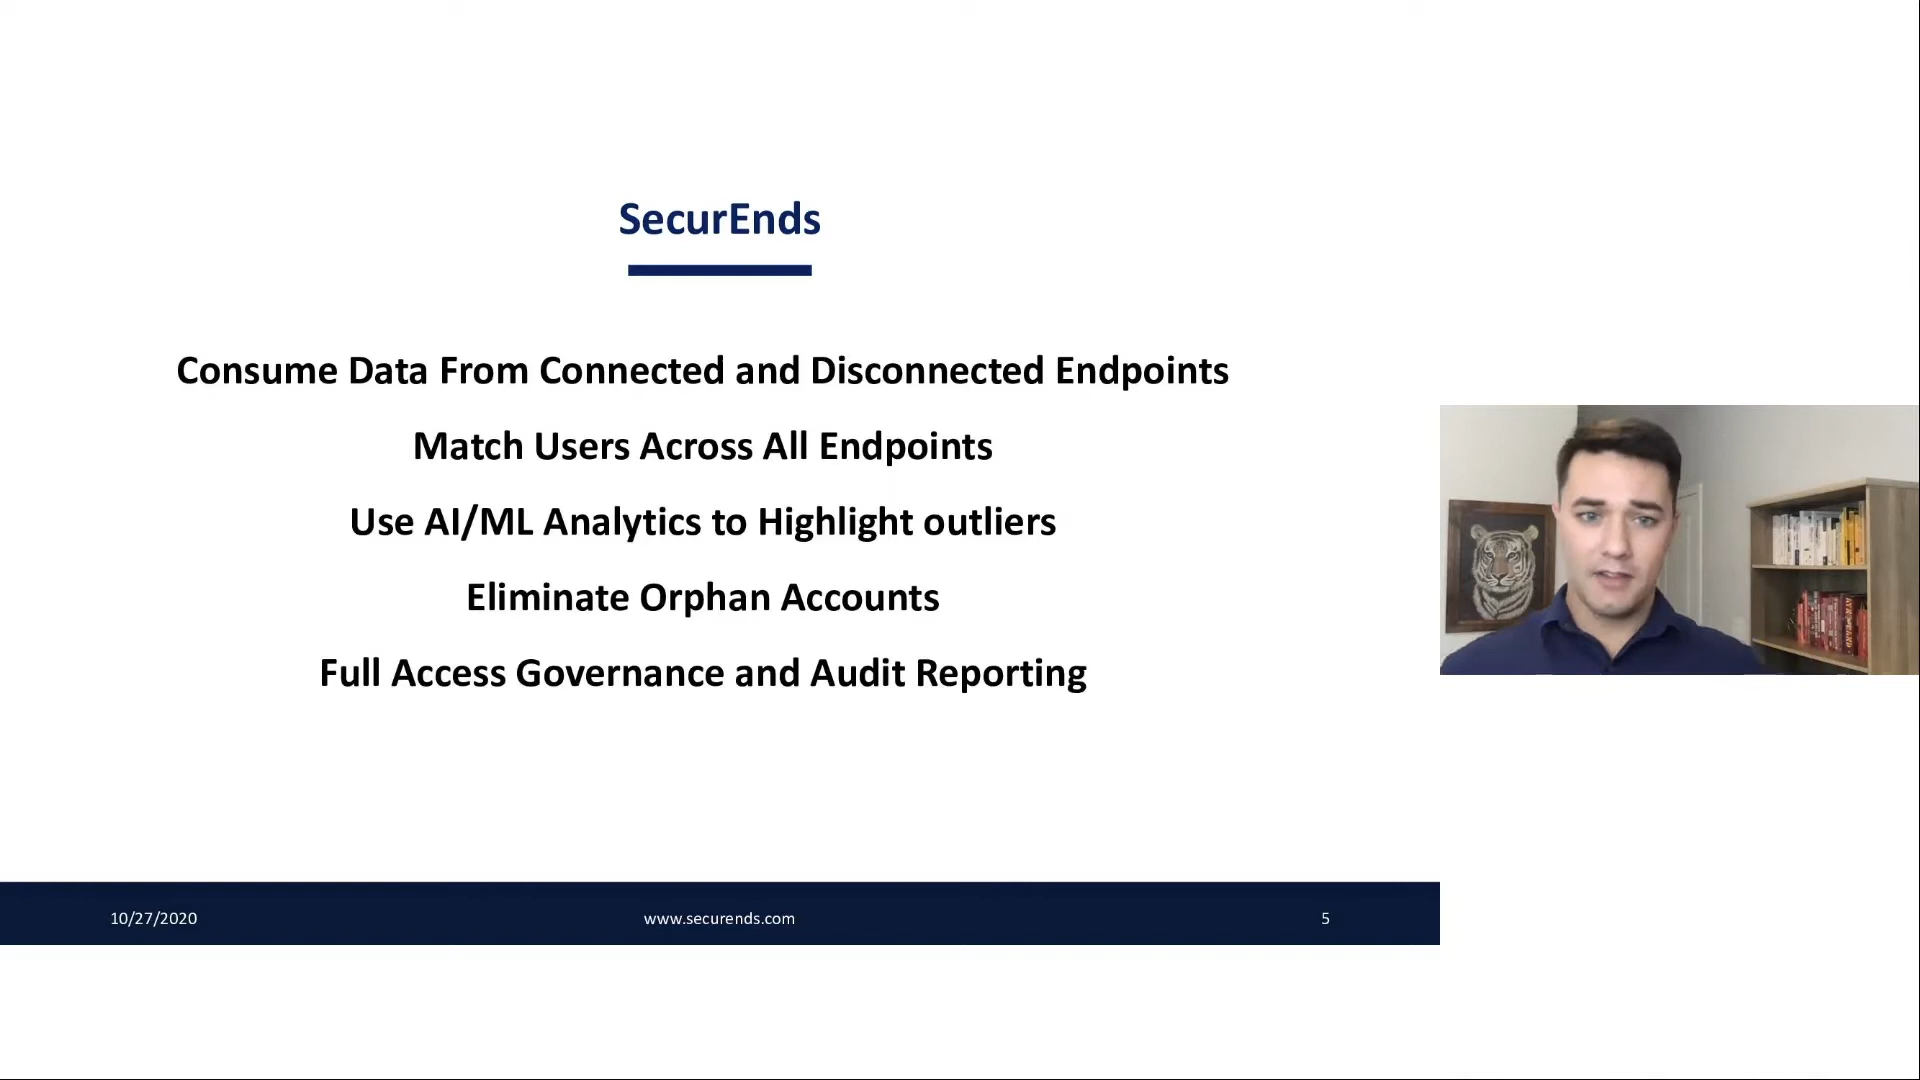 SecurEnds
Consume Data From Connected and Disconnected Endpoints
Match Users Across All Endpoints
Use AI/ML Analytics to Highlight outliers
Eliminate Orphan Accounts
Full Access Governance and Audit Reporting
10/27/2020
www.securends.com
5